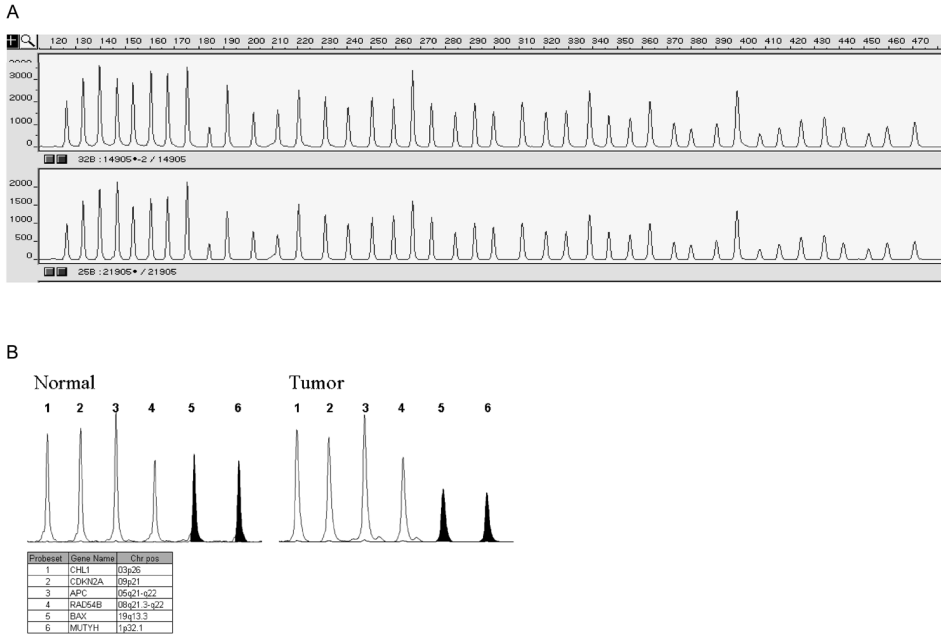 A
120 130 140 150 160 170 180 190 200 210 220 230 240 250 260 270 280 290 300 310 320 330 340 350 360 370 380 390 400 410 420 430 440 450 460 470
3000
2000
1000
0
32B : 14905•-2 / 14905
2000
1500
1000
500
0
25B : 21905• / 21905
B
Normal Tumor
1 2 3 4 5 6 1 2 3 4 5 6
Probeset Gene Name Chr pos
1 CHL1 03p26
2 CDKN2A 09p21
3 APC 05q21-q22
4 RAD54B 08q21.3-q22
5 BAX 19q13.3
6 MUTYH 1p32.1